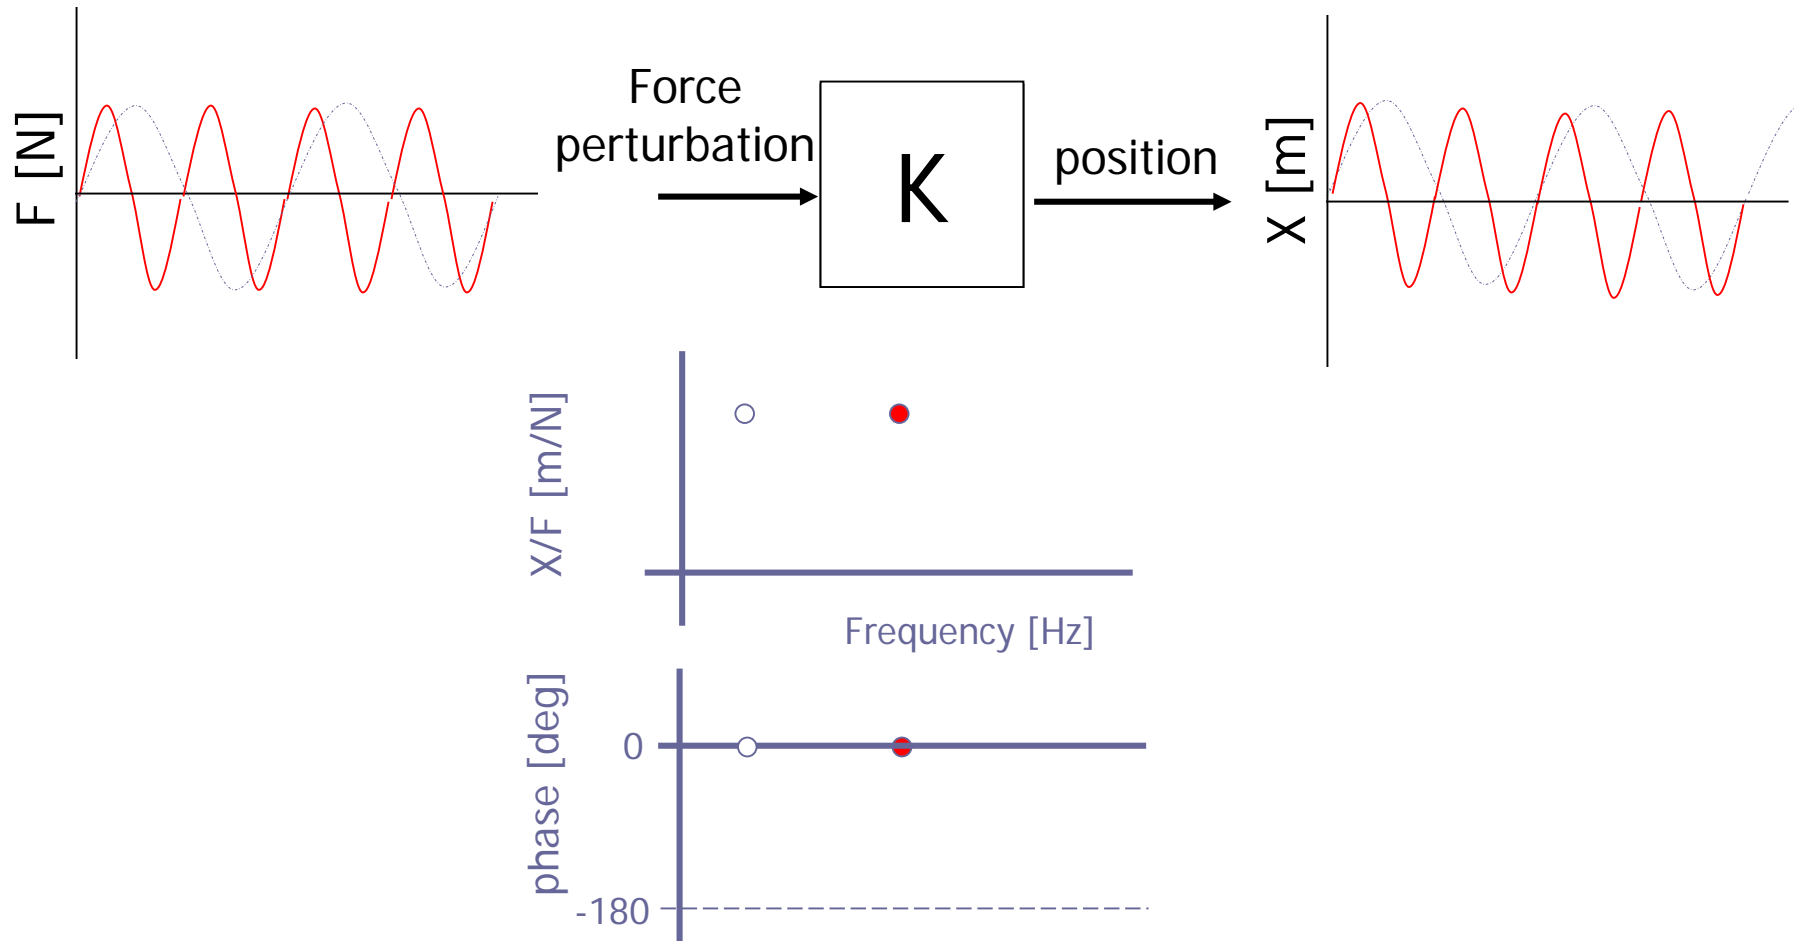 F [N]
Force
perturbation
K
position
X [m]
X/F [m/N]
Frequency [Hz]
phase [deg]
0
-180